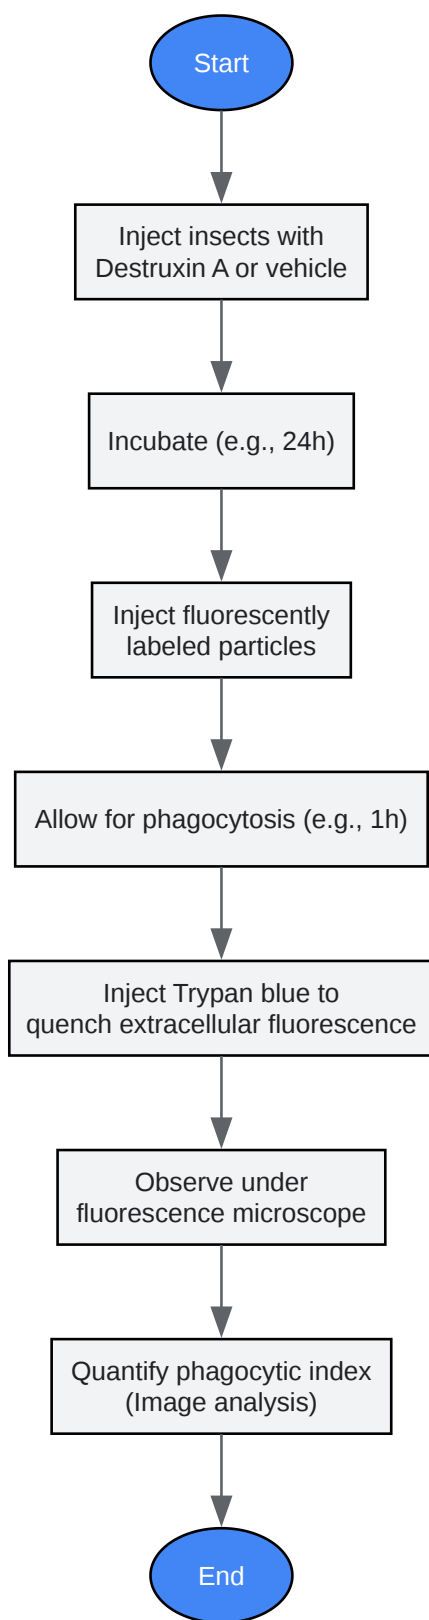 Start
Inject insects with
Destruxin A or vehicle
Incubate (e.g., 24h)
Inject fluorescently
labeled particles
Allow for phagocytosis (e.g., 1h)
Inject Trypan blue to
quench extracellular fluorescence
Observe under
fluorescence microscope
Quantify phagocytic index
(Image analysis)
End